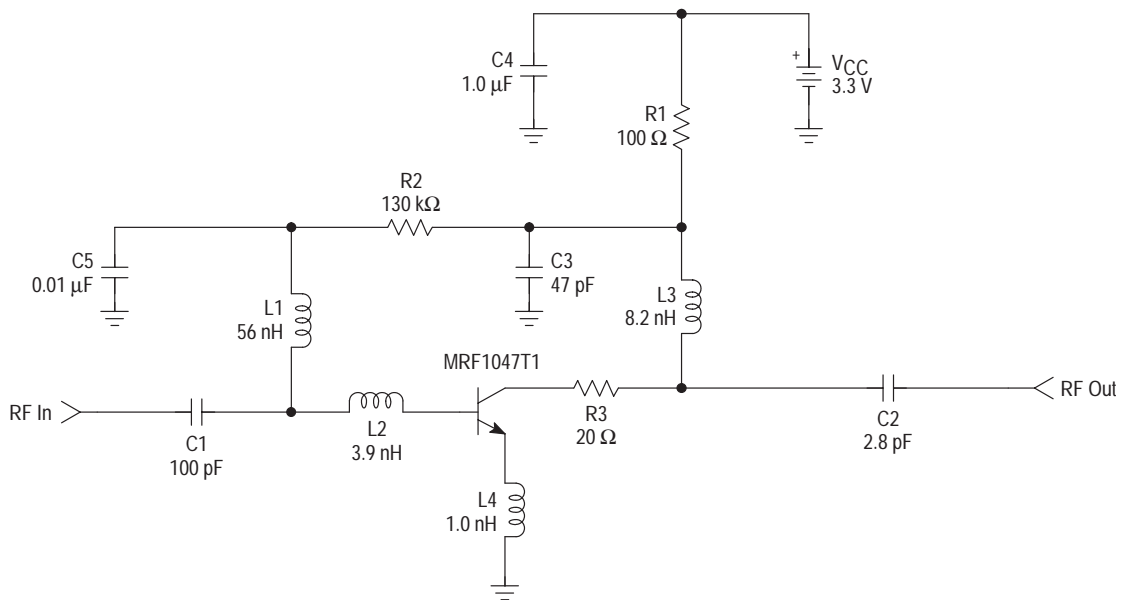 C4
1.0 µF
+
VCC
3.3 V
R1
100 Ω
R2
130 kΩ
C5
0.01 µF
C3
47 pF
L1
56 nH
L3
8.2 nH
MRF1047T1
RF In
C1
100 pF
L2
3.9 nH
R3
20 Ω
C2
2.8 pF
RF Out
L4
1.0 nH